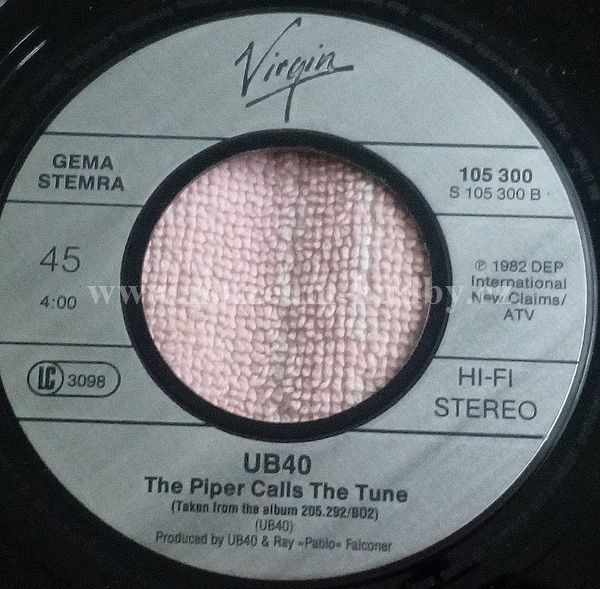 Virgin
GEMA
STEMRA
105 300
S 105 300 B
45
4:00
℗ 1982 DEP
International
New Claims/
ATV
LC 3098
HI-FI
STEREO
UB40
The Piper Calls The Tune
(Taken from the album 205.292/BO2)
(UB40)
Produced by UB40 & Ray »Pablo« Falconer